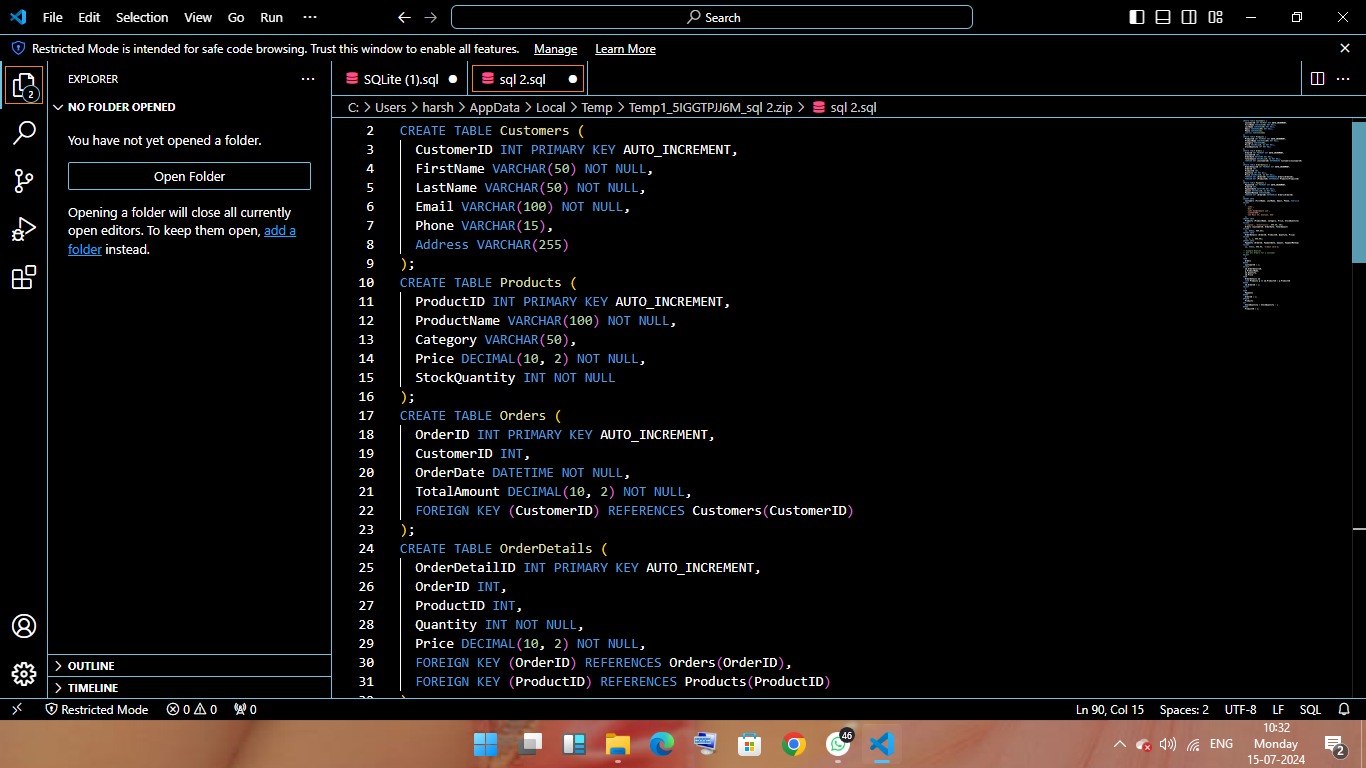 File Edit Selection View Go Run ···
Search
Restricted Mode is intended for safe code browsing. Trust this window to enable all features. Manage Learn More
EXPLORER
NO FOLDER OPENED
You have not yet opened a folder.
Open Folder
Opening a folder will close all currently
open editors. To keep them open, add a
folder instead.
OUTLINE
TIMELINE
2
SQLite (1).sql
sql 2.sql
C: > Users > harsh > AppData > Local > Temp > Temp1_5IGGTPJJ6M_sql 2.zip > sql 2.sql
2 CREATE TABLE Customers (
3 CustomerID INT PRIMARY KEY AUTO_INCREMENT,
4 FirstName VARCHAR(50) NOT NULL,
5 LastName VARCHAR(50) NOT NULL,
6 Email VARCHAR(100) NOT NULL,
7 Phone VARCHAR(15),
8 Address VARCHAR(255)
9 );
10 CREATE TABLE Products (
11 ProductID INT PRIMARY KEY AUTO_INCREMENT,
12 ProductName VARCHAR(100) NOT NULL,
13 Category VARCHAR(50),
14 Price DECIMAL(10, 2) NOT NULL,
15 StockQuantity INT NOT NULL
16 );
17 CREATE TABLE Orders (
18 OrderID INT PRIMARY KEY AUTO_INCREMENT,
19 CustomerID INT,
20 OrderDate DATETIME NOT NULL,
21 TotalAmount DECIMAL(10, 2) NOT NULL,
22 FOREIGN KEY (CustomerID) REFERENCES Customers(CustomerID)
23 );
24 CREATE TABLE OrderDetails (
25 OrderDetailID INT PRIMARY KEY AUTO_INCREMENT,
26 OrderID INT,
27 ProductID INT,
28 Quantity INT NOT NULL,
29 Price DECIMAL(10, 2) NOT NULL,
30 FOREIGN KEY (OrderID) REFERENCES Orders(OrderID),
31 FOREIGN KEY (ProductID) REFERENCES Products(ProductID)
Restricted Mode 0 0 0
Ln 90, Col 15 Spaces: 2 UTF-8 LF SQL
46
ENG
10:32
Monday
15-07-2024
2